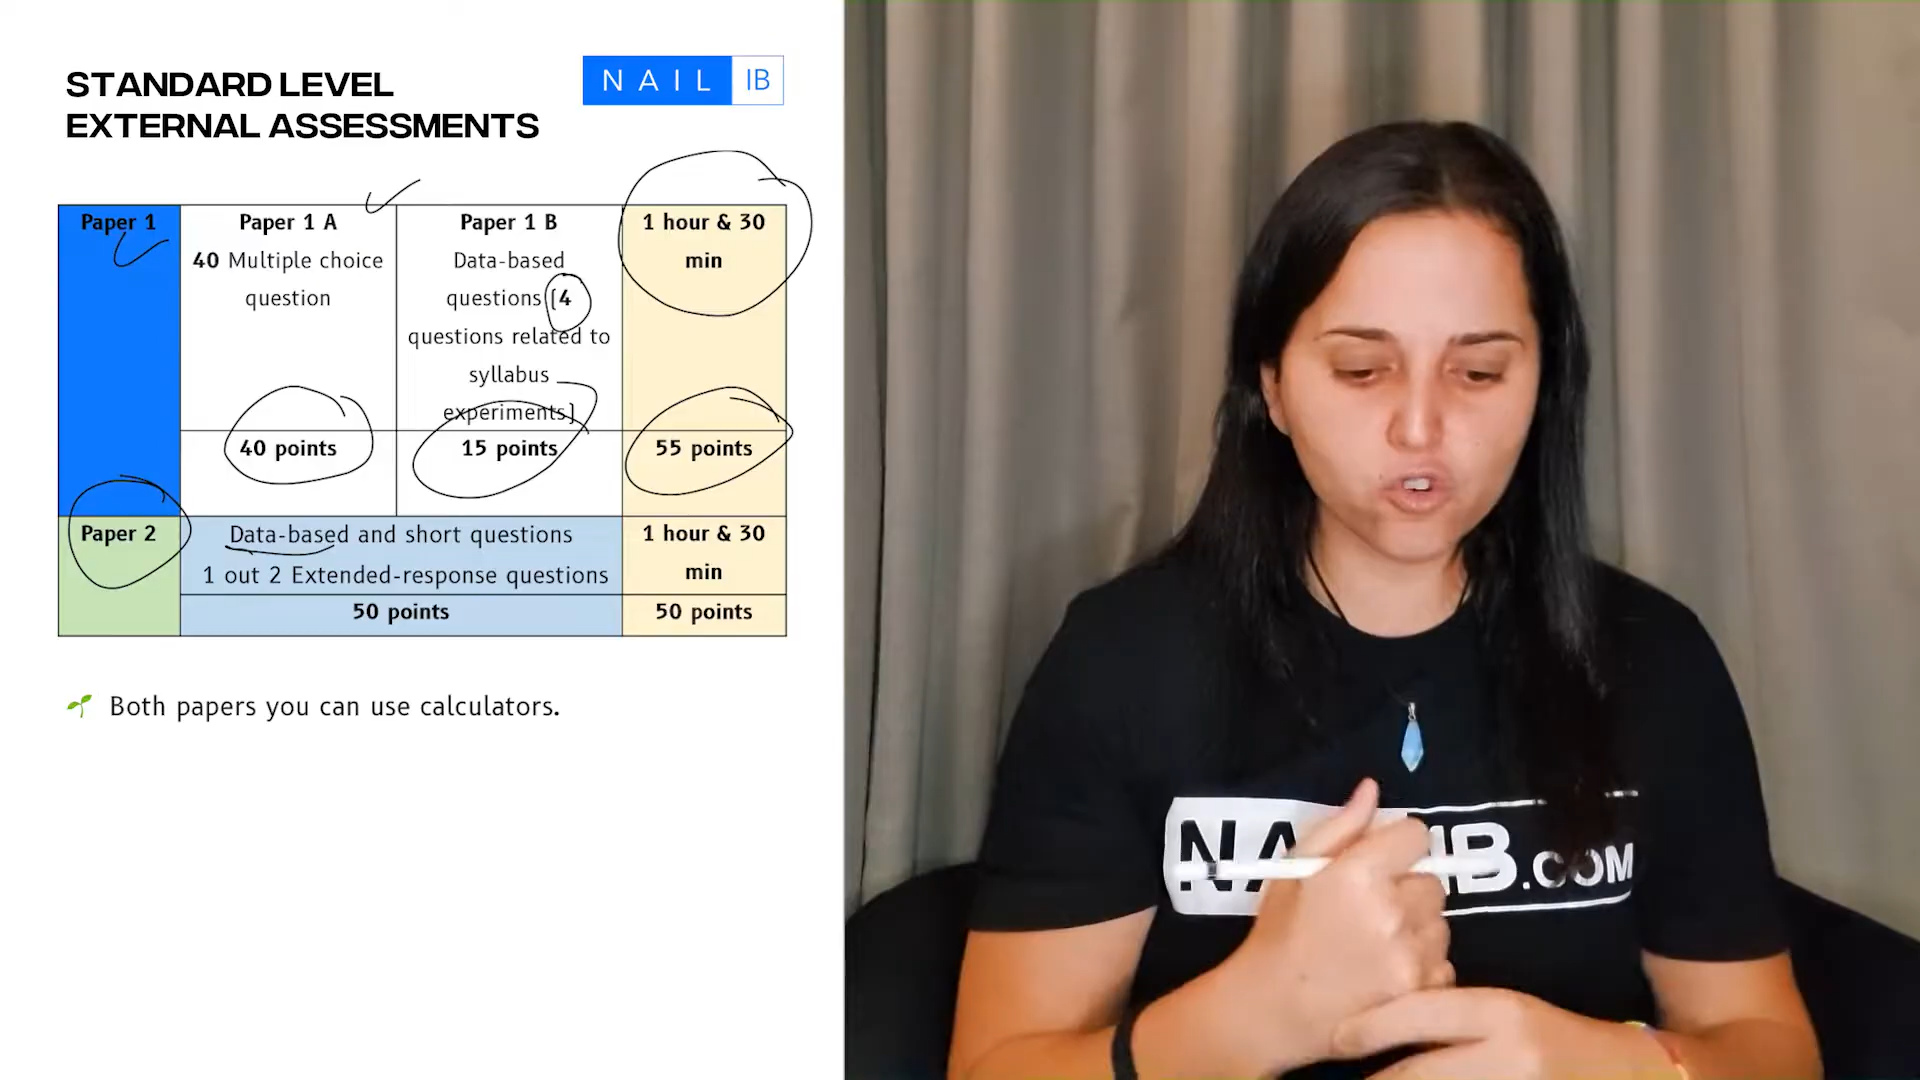 STANDARD LEVEL
EXTERNAL ASSESSMENTS
NAIL IB
Paper 1
Paper 1 A
40 Multiple choice
question
40 points
Paper 1 B
Data-based
questions (4
questions related to
syllabus
experiments)
15 points
1 hour & 30
min
55 points
Paper 2
Data-based and short questions
1 out 2 Extended-response questions
50 points
1 hour & 30
min
50 points
Both papers you can use calculators.
.COM